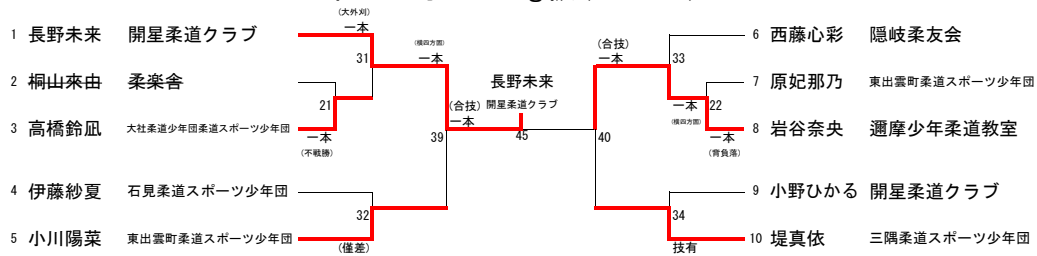 (大外刈)
1 長野未来 開星柔道クラブ 一本
31
(横四方固)
一本
2 桐山來由 柔楽舎
21
3 高橋鈴凪 大社柔道少年団柔道スポーツ少年団 一本
(不戦勝)
39
4 伊藤紗夏 石見柔道スポーツ少年団
32
5 小川陽菜 東出雲町柔道スポーツ少年団
(僅差)
長野未来
開星柔道クラブ
(合技)
一本
45
(合技)
一本
40
6 西藤心彩 隠岐柔友会
33
7 原妃那乃 東出雲町柔道スポーツ少年団
一本
(横四方固)
22
8 岩谷奈央 邇摩少年柔道教室
一本
(背負落)
9 小野ひかる 開星柔道クラブ
34
10 堤真依 三隅柔道スポーツ少年団
技有